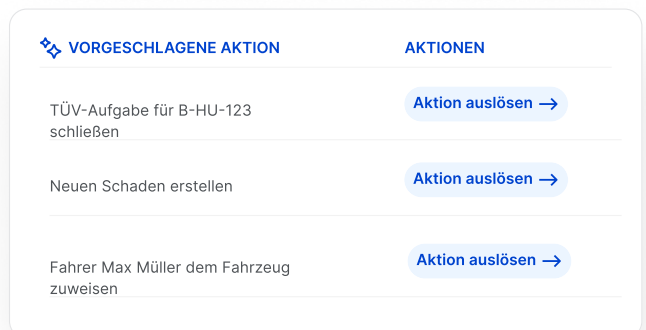 VORGESCHLAGENE AKTION AKTIONEN
TÜV-Aufgabe für B-HU-123 Aktion auslösen
schließen
Neuen Schaden erstellen Aktion auslösen
Fahrer Max Müller dem Fahrzeug Aktion auslösen
zuweisen